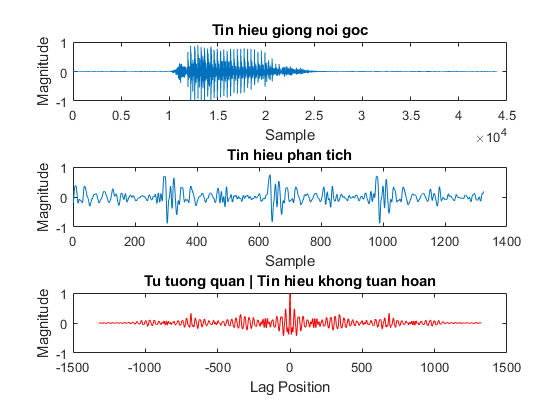 Tin hieu giong noi goc
1
0
-1
Magnitude
0 0.5 1 1.5 2 2.5 3 3.5 4 4.5
Sample
×10^4
Tin hieu phan tich
1
0
-1
Magnitude
0 200 400 600 800 1000 1200 1400
Sample
Tu tuong quan | Tin hieu khong tuan hoan
1
0
-1
Magnitude
-1500 -1000 -500 0 500 1000 1500
Lag Position